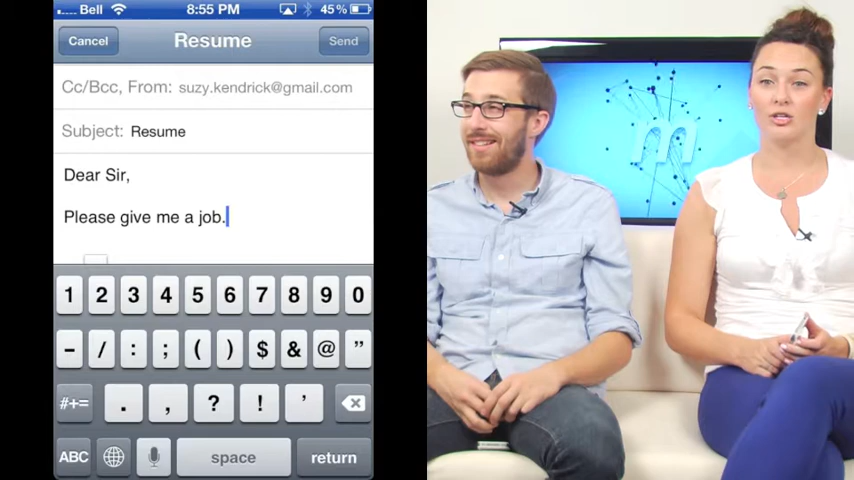 Bell 8:55 PM 45%
Cancel Resume Send
Cc/Bcc, From: suzy.kendrick@gmail.com
Subject: Resume
Dear Sir,
Please give me a job.
1 2 3 4 5 6 7 8 9 0
- / : ; ( ) $ & @ "
#+= . , ? ! '
ABC space return
m